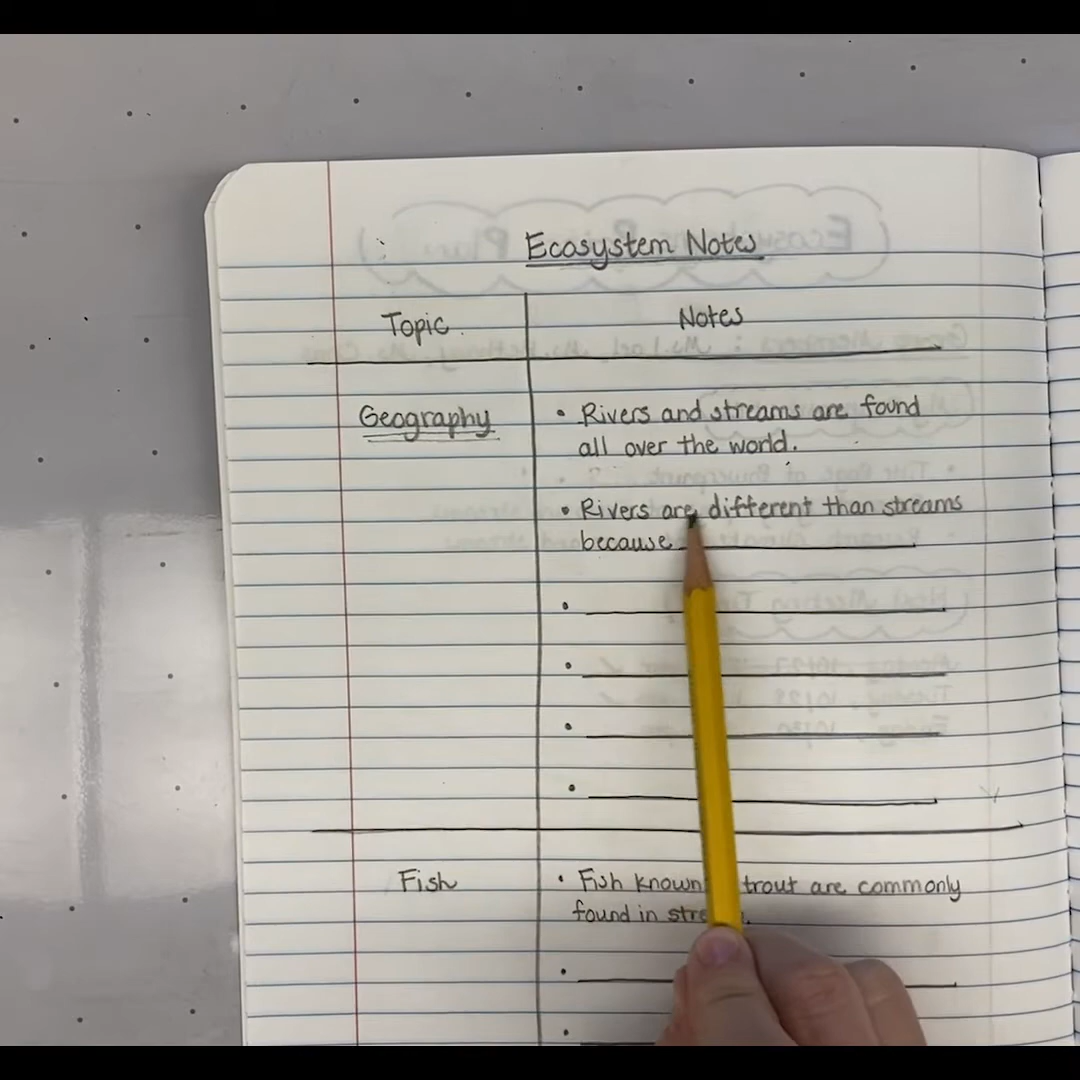 Ecosystem Notes
Topic Notes
Geography
• Rivers and streams are found
all over the world.
• Rivers are different than streams
because
Fish
• Fish known trout are commonly
found in